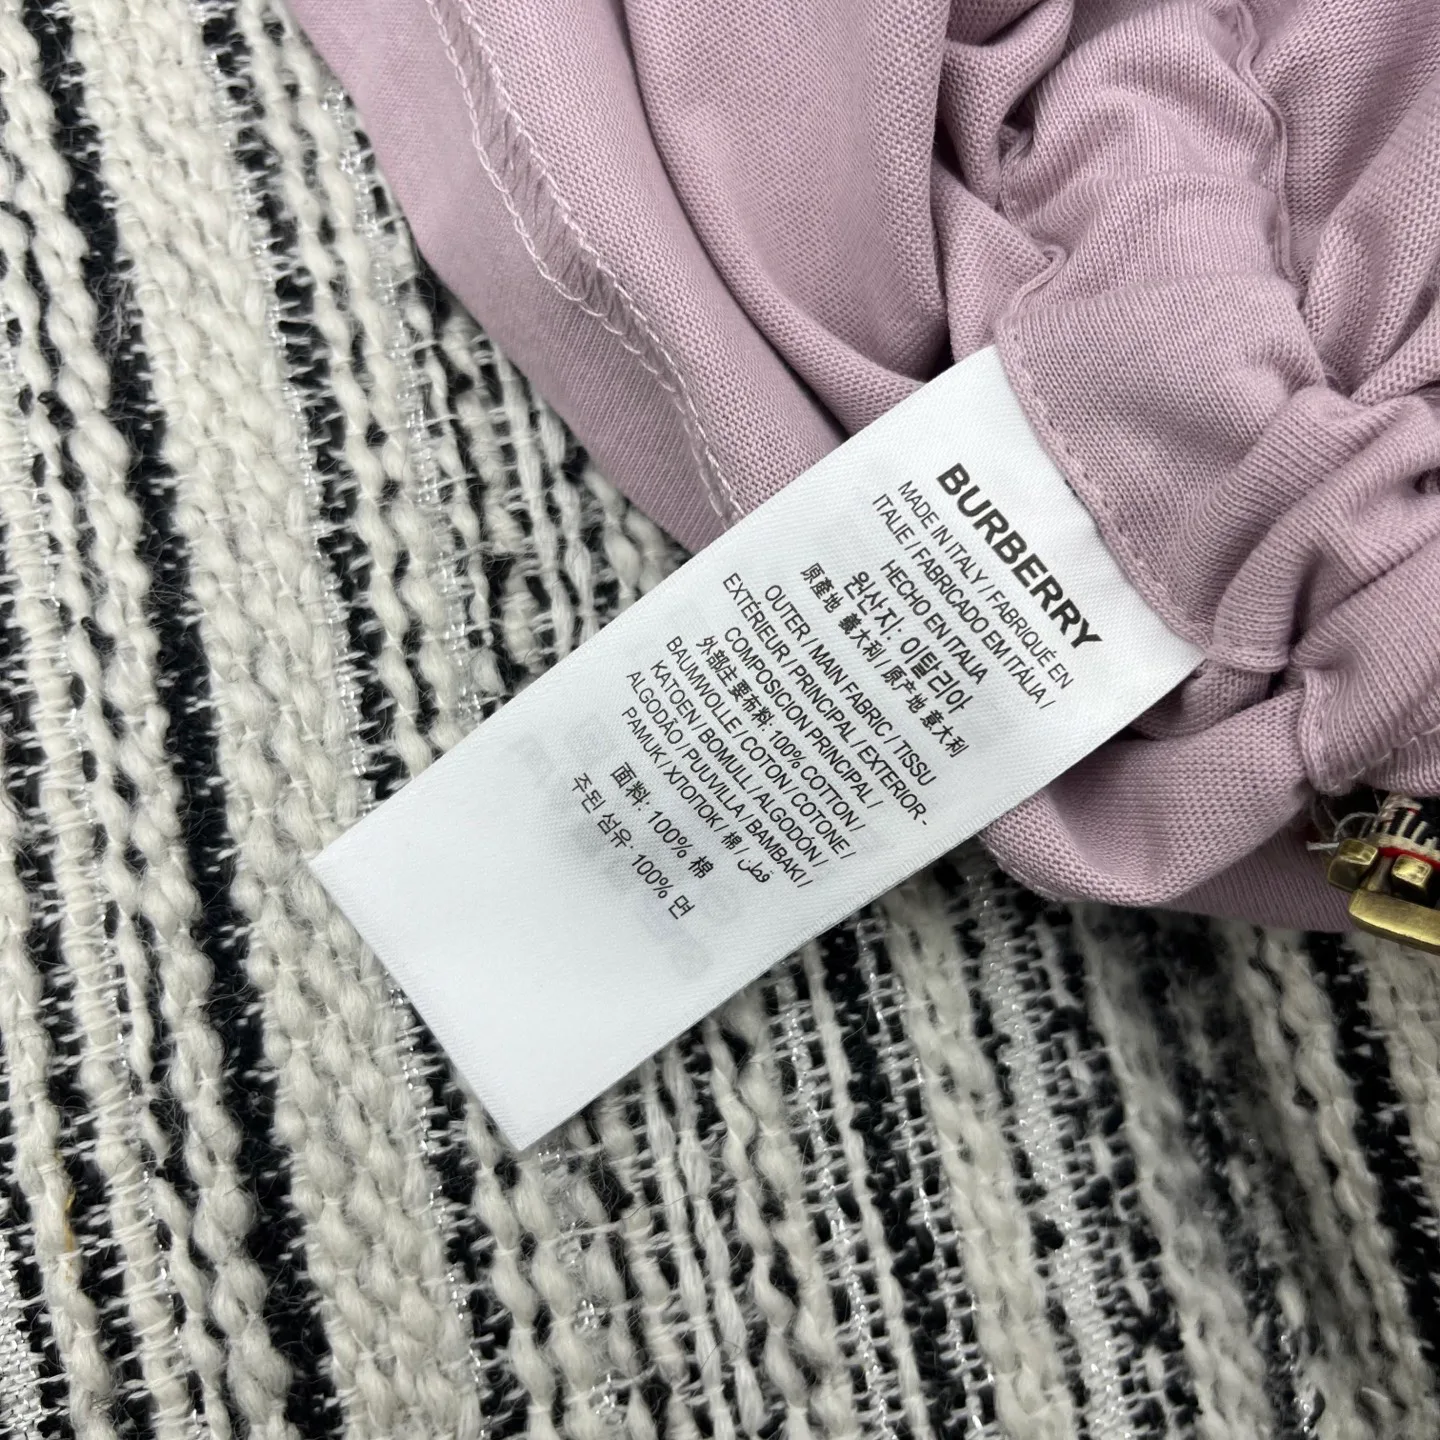 BURBERRY
MADE IN ITALY / FABRIQUÉ EN
ITALIE / FABRICADO EM ITÁLIA /
HECHO EN ITALIA
원산지: 이탈리아
原產地 義大利 / 原产地 意大利
OUTER / MAIN FABRIC / TISSU
EXTÉRIEUR / PRINCIPAL / EXTERIOR -
COMPOSICION PRINCIPAL /
外部主要布料: 100% COTTON /
BAUMWOLLE / COTON / COTONE /
KATOEN / BOMULL / ALGODÓN /
ALGODÃO / PUUVILLA / BAMBAKI /
PAMUK / ХЛОПОК / 棉 / قطن
面料: 100% 棉
주된 섬유: 100% 면